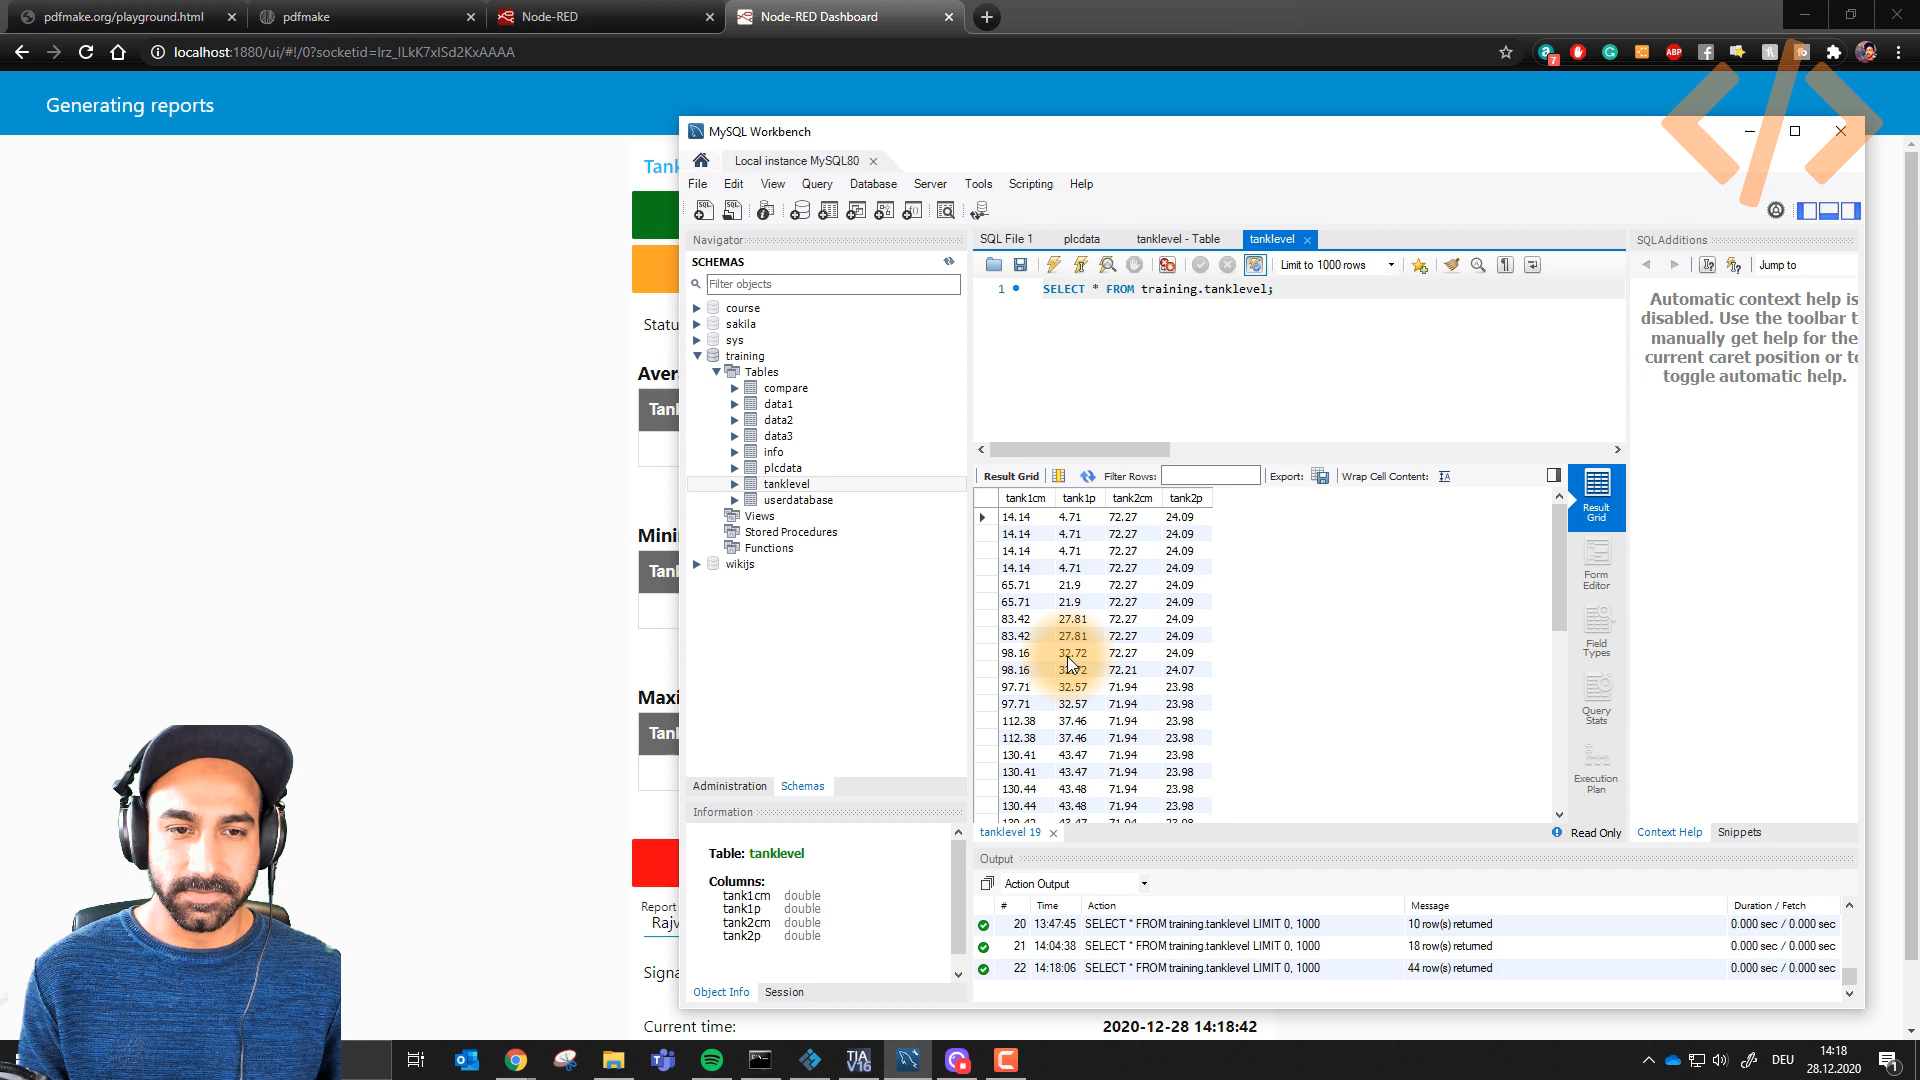 pdfmake.org/playground.html
pdfmake
Node-RED
Node-RED Dashboard
localhost:1880/ui/#!/0?socketid=Irz_ILkK7xISd2KxAAAA
Generating reports
MySQL Workbench
Local instance MySQL80
File Edit View Query Database Server Tools Scripting Help
Navigator
SCHEMAS
Filter objects
course
sakila
sys
training
Tables
compare
data1
data2
data3
info
plcdata
tanklevel
userdatabase
Views
Stored Procedures
Functions
wikijs
Administration Schemas
Information
Table: tanklevel
Columns:
tank1cm double
tank1p double
tank2cm double
tank2p double
Object Info Session
SQL File 1 plcdata tanklevel - Table tanklevel
Limit to 1000 rows
1 SELECT * FROM training.tanklevel;
Result Grid Filter Rows: Export: Wrap Cell Content:
tank1cm tank1p tank2cm tank2p
14.14 4.71 72.27 24.09
14.14 4.71 72.27 24.09
14.14 4.71 72.27 24.09
14.14 4.71 72.27 24.09
65.71 21.9 72.27 24.09
65.71 21.9 72.27 24.09
83.42 27.81 72.27 24.09
83.42 27.81 72.27 24.09
98.16 32.72 72.27 24.09
98.16 32.72 72.21 24.07
97.71 32.57 71.94 23.98
97.71 32.57 71.94 23.98
112.38 37.46 71.94 23.98
112.38 37.46 71.94 23.98
130.41 43.47 71.94 23.98
130.41 43.47 71.94 23.98
130.44 43.48 71.94 23.98
130.44 43.48 71.94 23.98
Result Grid
Form Editor
Field Types
Query Stats
Execution Plan
tanklevel 19
Read Only
SQLAdditions
Jump to
Automatic context help is
disabled. Use the toolbar t
manually get help for the
current caret position or to
toggle automatic help.
Context Help Snippets
Output
Action Output
# Time Action Message Duration / Fetch
20 13:47:45 SELECT * FROM training.tanklevel LIMIT 0, 1000 10 row(s) returned 0.000 sec / 0.000 sec
21 14:04:38 SELECT * FROM training.tanklevel LIMIT 0, 1000 18 row(s) returned 0.000 sec / 0.000 sec
22 14:18:06 SELECT * FROM training.tanklevel LIMIT 0, 1000 44 row(s) returned 0.000 sec / 0.000 sec
Tank
Statu
Aver
Tan
Mini
Tan
Maxi
Tan
Report
Rajv
Signa
Current time: 2020-12-28 14:18:42
TIA V16
DEU
14:18
28.12.2020